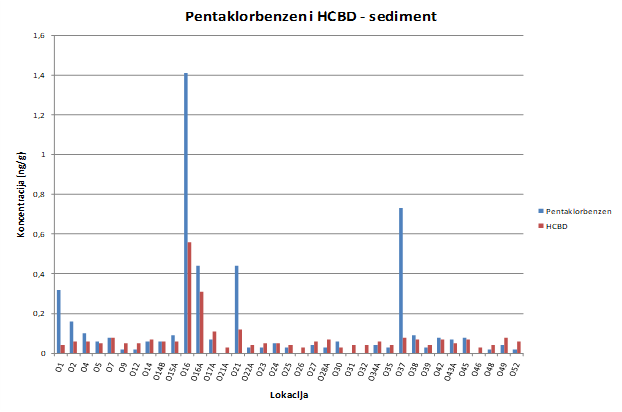 Pentaklorbenzen i HCBD - sediment
Koncentracija (ng/g)
1,6
1,4
1,2
1
0,8
0,6
0,4
0,2
0
O1 O2 O4 O5 O7 O9 O12 O14 O14B O15A O16 O16A O17A O21A O21 O22A O23 O24 O25 O26 O27 O28A O30 O31 O32 O34A O35 O37 O38 O39 O42 O43A O45 O46 O48 O49 O52
Lokacija
Pentaklorbenzen
HCBD